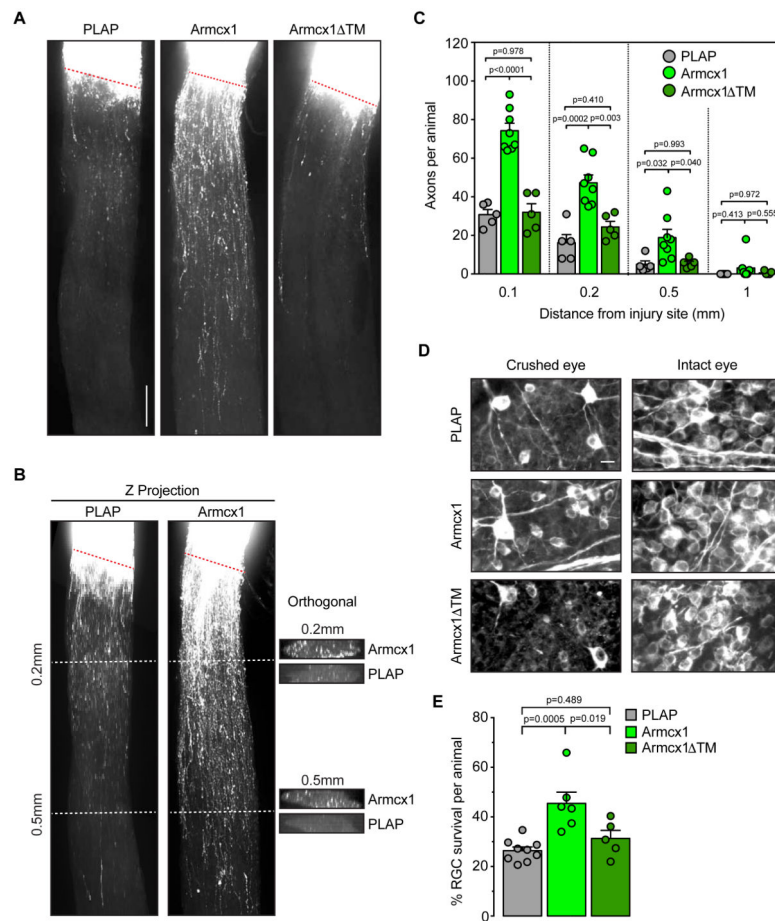 A
PLAP
Armcx1
Armcx1ΔTM
B
Z Projection
PLAP
Armcx1
0.2mm
0.5mm
Orthogonal
0.2mm
Armcx1
PLAP
0.5mm
Armcx1
PLAP
C
PLAP
Armcx1
Armcx1ΔTM
Axons per animal
120
100
80
60
40
20
0
p=0.978
p<0.0001
p=0.410
p=0.0002
p=0.003
p=0.993
p=0.032
p=0.040
p=0.972
p=0.413
p=0.555
0.1
0.2
0.5
1
Distance from injury site (mm)
D
Crushed eye
Intact eye
PLAP
Armcx1
Armcx1ΔTM
E
PLAP
Armcx1
Armcx1ΔTM
% RGC survival per animal
80
60
40
20
0
p=0.489
p=0.0005
p=0.019